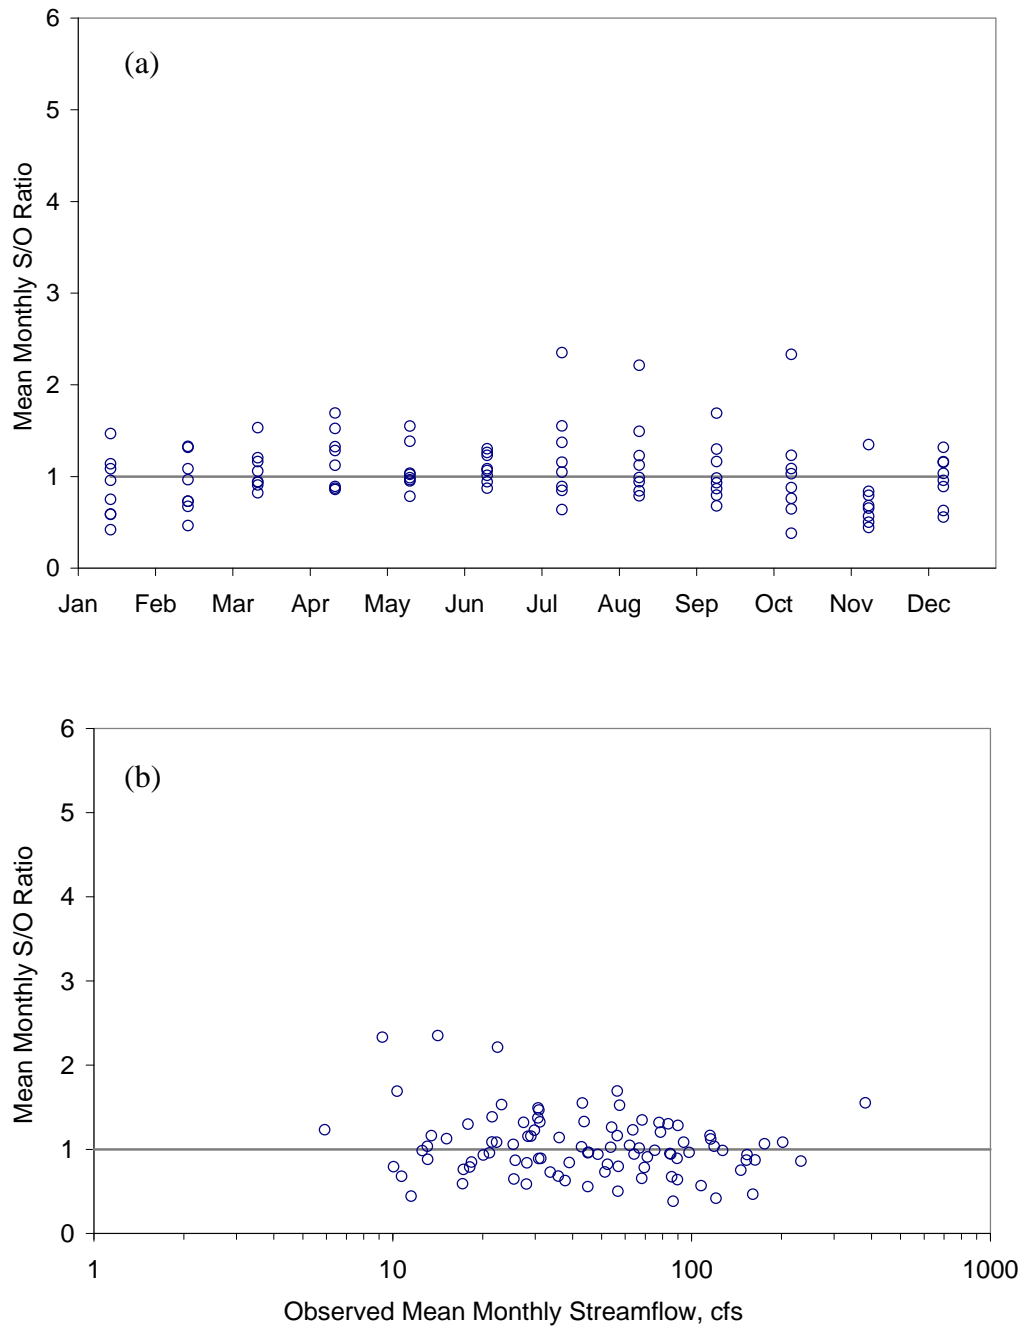 (a)
Mean Monthly S/O Ratio
6
5
4
3
2
1
0
Jan Feb Mar Apr May Jun Jul Aug Sep Oct Nov Dec
(b)
Mean Monthly S/O Ratio
6
5
4
3
2
1
0
1 10 100 1000
Observed Mean Monthly Streamflow, cfs